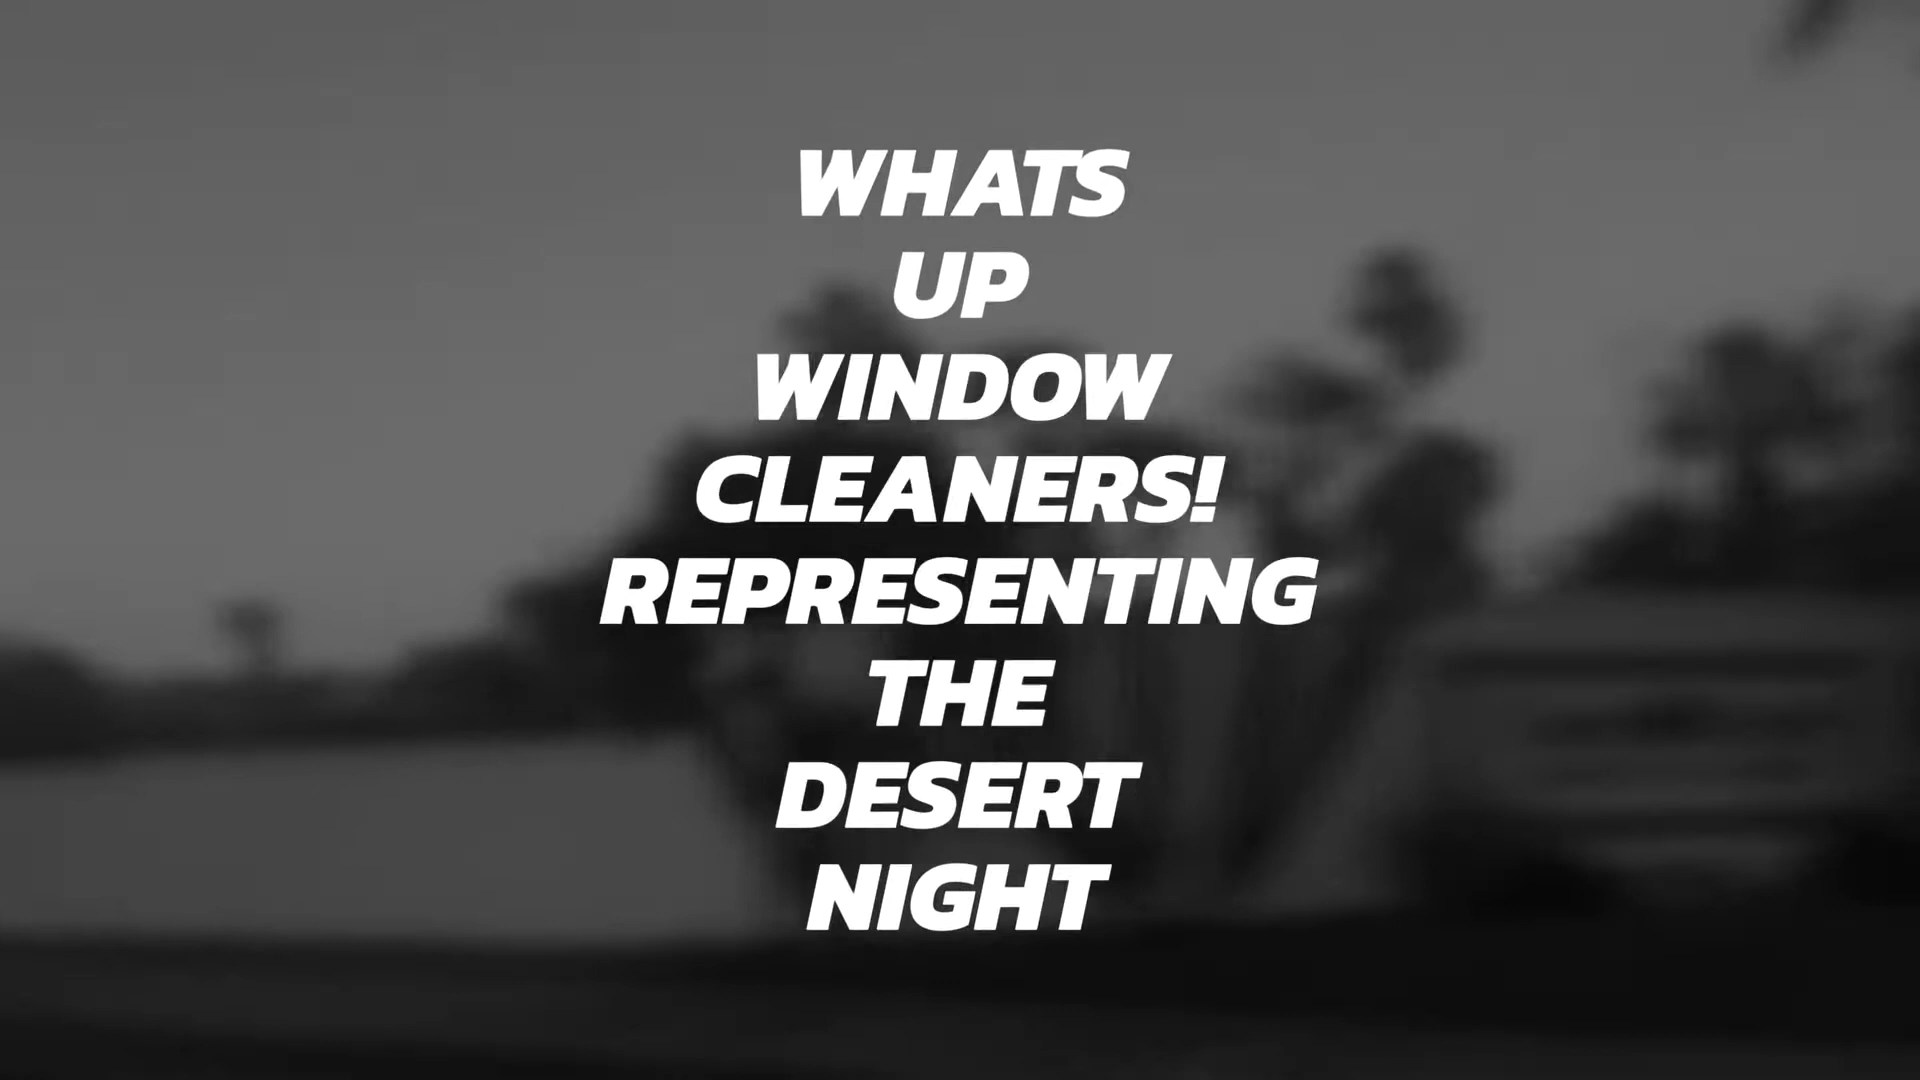 WHATS
UP
WINDOW
CLEANERS!
REPRESENTING
THE
DESERT
NIGHT